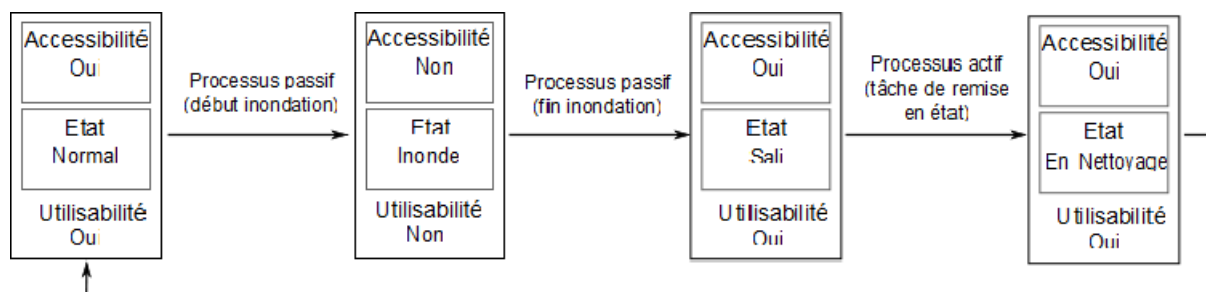 Accessibilité
Oui
Etat
Normal
Utilisabilité
Oui
Processus passif
(début inondation)
Accessibilité
Non
Etat
Inonde
Utilisabilité
Non
Processus passif
(fin inondation)
Accessibilité
Oui
Etat
Sali
Utilisabilité
Oui
Processus actif
(tâche de remise
en état)
Accessibilité
Oui
Etat
En Nettoyage
Utilisabilité
Oui